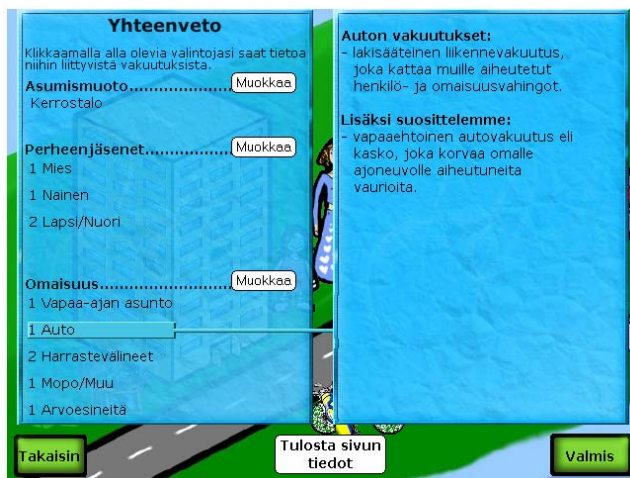 Yhteenveto
Klikkaamalla alla olevia valintojasi saat tietoa
niihin liittyvistä vakuutuksista.
Asumismuoto...................... Muokkaa
Kerrostalo
Perheenjäsenet.................. Muokkaa
1 Mies
1 Nainen
2 Lapsi/Nuori
Omaisuus........................... Muokkaa
1 Vapaa-ajan asunto
1 Auto
2 Harrastevälineet
1 Mopo/Muu
1 Arvoesineitä
Auton vakuutukset:
- lakisääteinen liikennevakuutus,
joka kattaa muille aiheutetut
henkilö- ja omaisuusvahingot.
Lisäksi suosittelemme:
- vapaaehtoinen autovakuutus eli
kasko, joka korvaa omalle
ajoneuvolle aiheutuneita
vaurioita.
Takaisin
Tulosta sivun
tiedot
Valmis